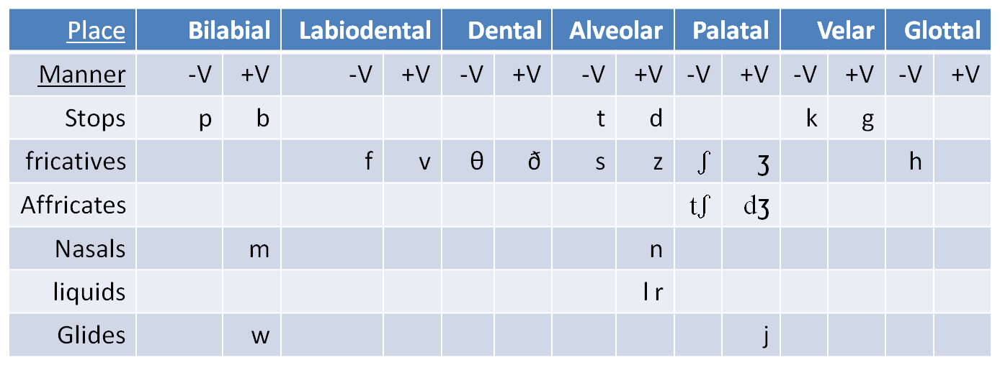 Place Bilabial Labiodental Dental Alveolar Palatal Velar Glottal
Manner -V +V -V +V -V +V -V +V -V +V -V +V -V +V
Stops p b t d k g
fricatives f v θ ð s z ʃ ʒ h
Affricates tʃ dʒ
Nasals m n
liquids l r
Glides w j